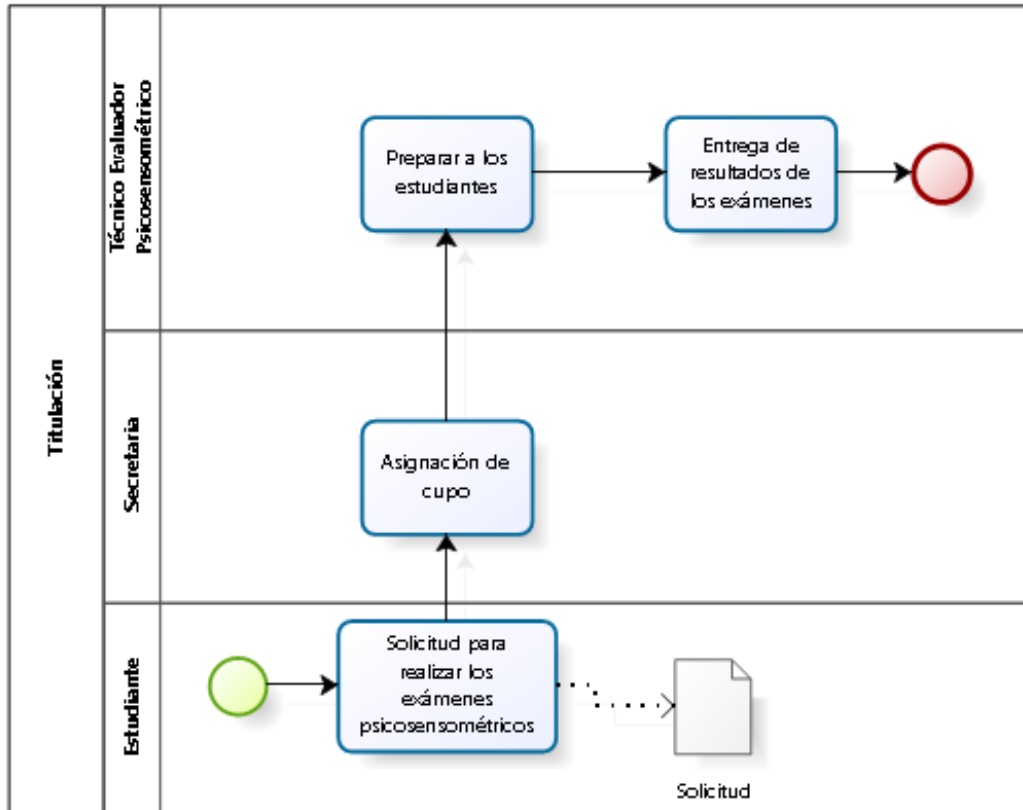 Titulación
Técnico Evaluador
Psicosensométrico
Preparar a los
estudiantes
Entrega de
resultados de
los exámenes
Secretaria
Asignación de
cupo
Estudiante
Solicitud para
realizar los
exámenes
psicosensométricos
Solicitud